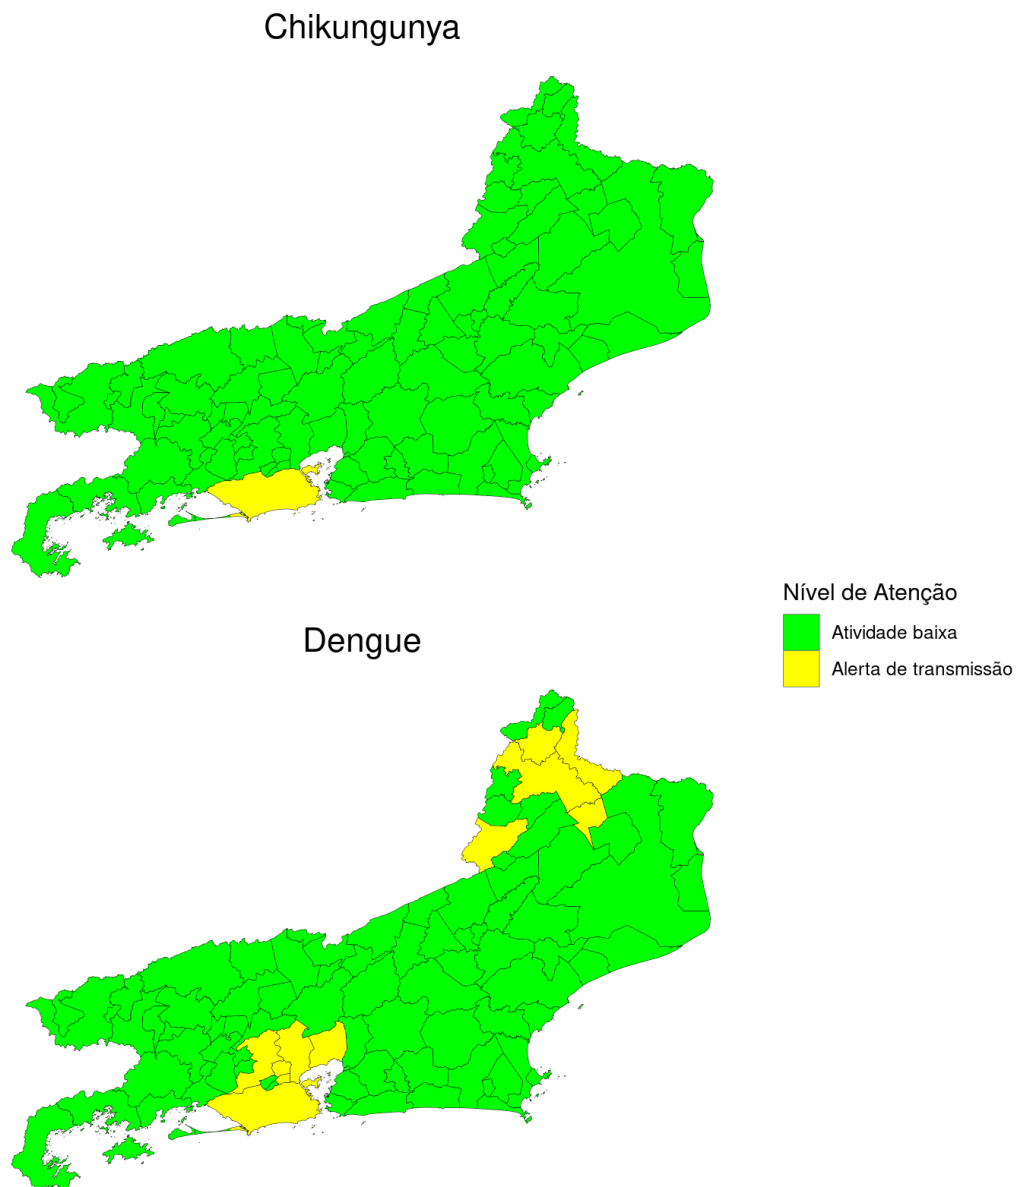 Chikungunya
Nível de Atenção
Atividade baixa
Alerta de transmissão
Dengue